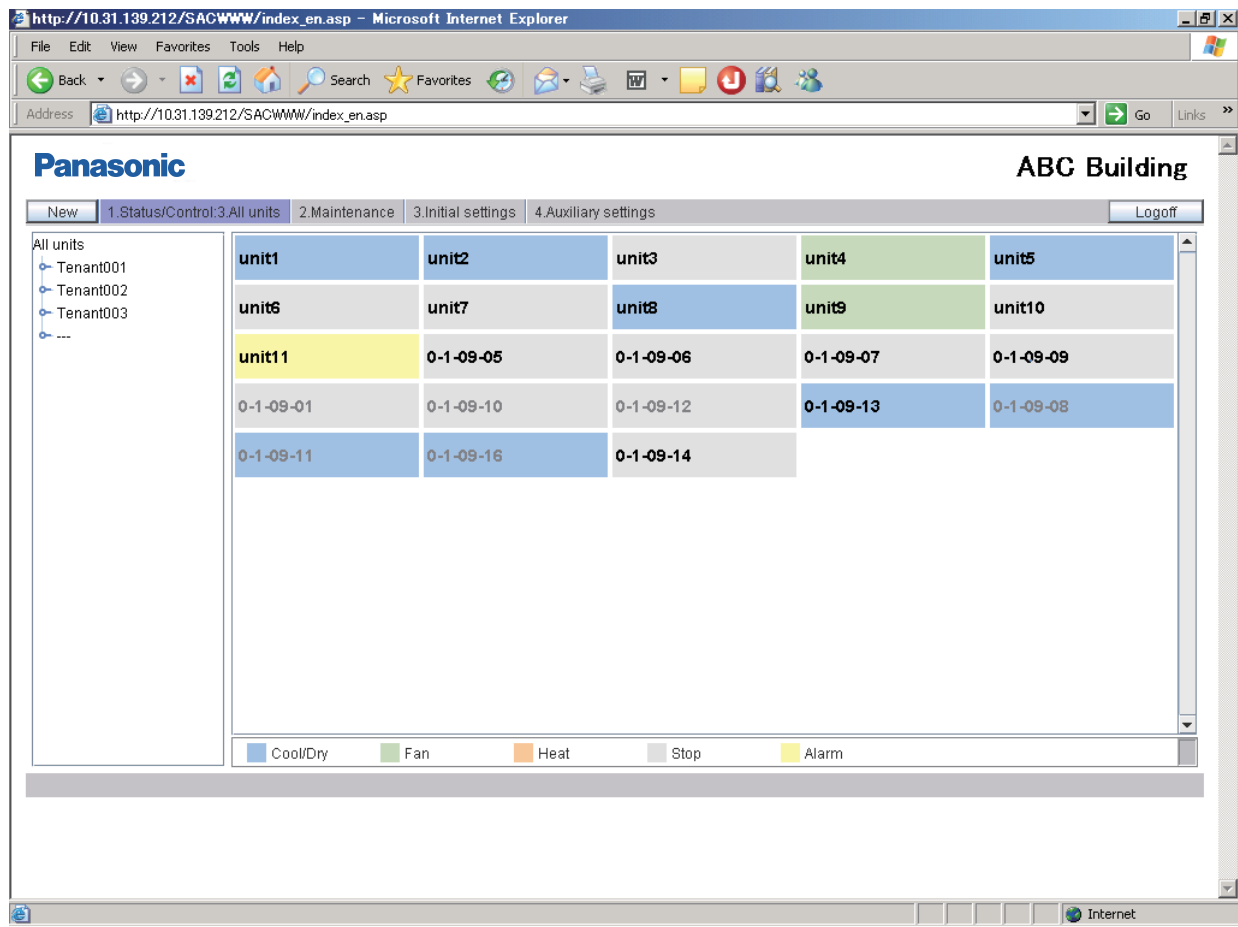 http://10.31.139.212/SACWWW/index_en.asp - Microsoft Internet Explorer
File Edit View Favorites Tools Help
Back Search Favorites
Address http://10.31.139.212/SACWWW/index_en.asp Go Links »
Panasonic ABC Building
New 1.Status/Control:3.All units 2.Maintenance 3.Initial settings 4.Auxiliary settings Logoff
All units
Tenant001
Tenant002
Tenant003
---
unit1 unit2 unit3 unit4 unit5
unit6 unit7 unit8 unit9 unit10
unit11 0-1-09-05 0-1-09-06 0-1-09-07 0-1-09-09
0-1-09-01 0-1-09-10 0-1-09-12 0-1-09-13 0-1-09-08
0-1-09-11 0-1-09-16 0-1-09-14
Cool/Dry Fan Heat Stop Alarm
Internet